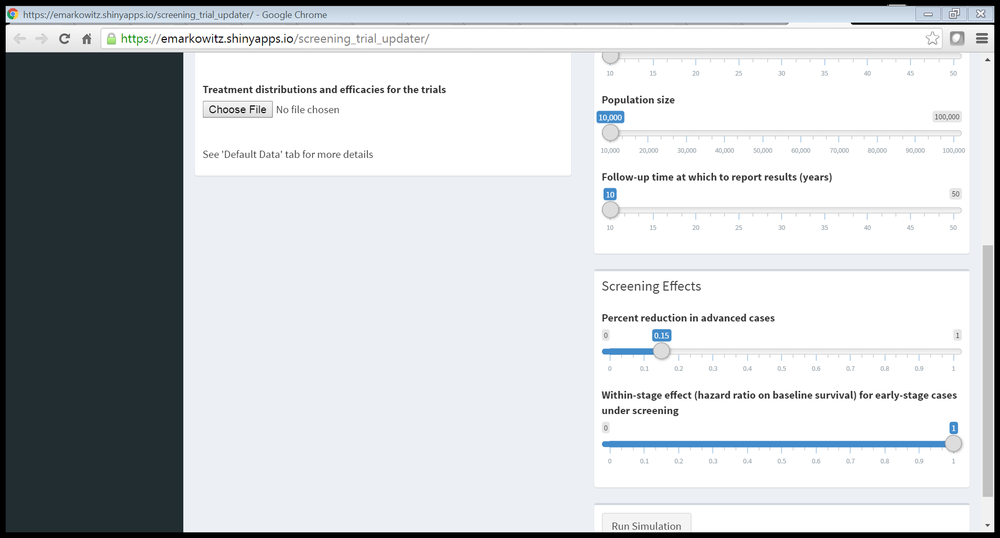 https://emarkowitz.shinyapps.io/screening_trial_updater/ - Google Chrome
https://emarkowitz.shinyapps.io/screening_trial_updater/
Treatment distributions and efficacies for the trials
Choose File No file chosen
See 'Default Data' tab for more details
10 15 20 25 30 35 40 45 50
Population size
10,000 100,000
10,000 20,000 30,000 40,000 50,000 60,000 70,000 80,000 90,000 100,000
Follow-up time at which to report results (years)
10 50
10 15 20 25 30 35 40 45 50
Screening Effects
Percent reduction in advanced cases
0 0.15 1
0 0.1 0.2 0.3 0.4 0.5 0.6 0.7 0.8 0.9 1
Within-stage effect (hazard ratio on baseline survival) for early-stage cases
under screening
0 1
0 0.1 0.2 0.3 0.4 0.5 0.6 0.7 0.8 0.9 1
Run Simulation